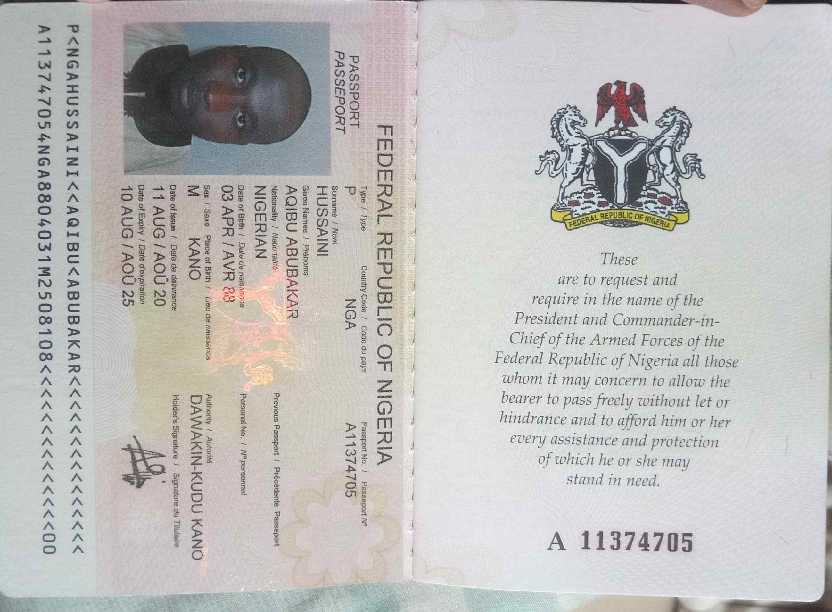 FEDERAL REPUBLIC OF NIGERIA
These
are to request and
require in the name of the
President and Commander-in-
Chief of the Armed Forces of the
Federal Republic of Nigeria all those
whom it may concern to allow the
bearer to pass freely without let or
hindrance and to afford him or her
every assistance and protection
of which he or she may
stand in need.
A 11374705
FEDERAL REPUBLIC OF NIGERIA
PASSPORT
PASSEPORT
Type / Type
Country Code / Code du pays
Passport No. / Passeport N°
P
NGA
A11374705
Surname / Nom
HUSSAINI
Given Names / Prénoms
AQIBU ABUBAKAR
Nationality / Nationalité
Previous Passport / Précédente Passeport
NIGERIAN
Date of Birth / Date de naissance
Personal No. / N° personnel
03 APR / AVR 88
Sex / Sexe
Place of Birth / Lieu de naissance
Authority / Autorité
M
KANO
DAWAKIN-KUDU KANO
Date of Issue / Date de délivrance
Holder's Signature / Signature du Titulaire
11 AUG / AOÛ 20
Date of Expiry / Date d'expiration
10 AUG / AOÛ 25
P<NGAHUSSAINI<<AQIBU<ABUBAKAR<<<<<<<<<<<<<<<
A113747054NGA8804031M2508108<<<<<<<<<<<<<<00